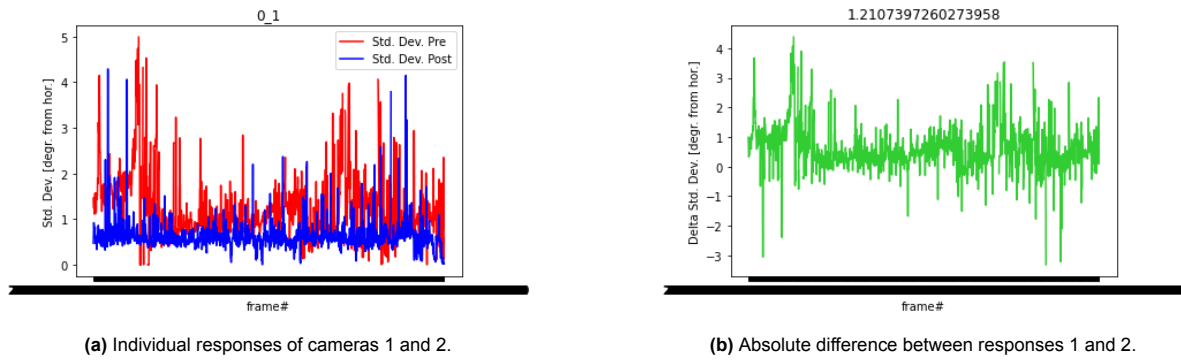 0_1
Std. Dev. [degr. from hor.]
5
4
3
2
1
0
Std. Dev. Pre
Std. Dev. Post
frame#
(a) Individual responses of cameras 1 and 2.
1.2107397260273958
Delta Std. Dev. [degr. from hor.]
4
3
2
1
0
−1
−2
−3
frame#
(b) Absolute difference between responses 1 and 2.